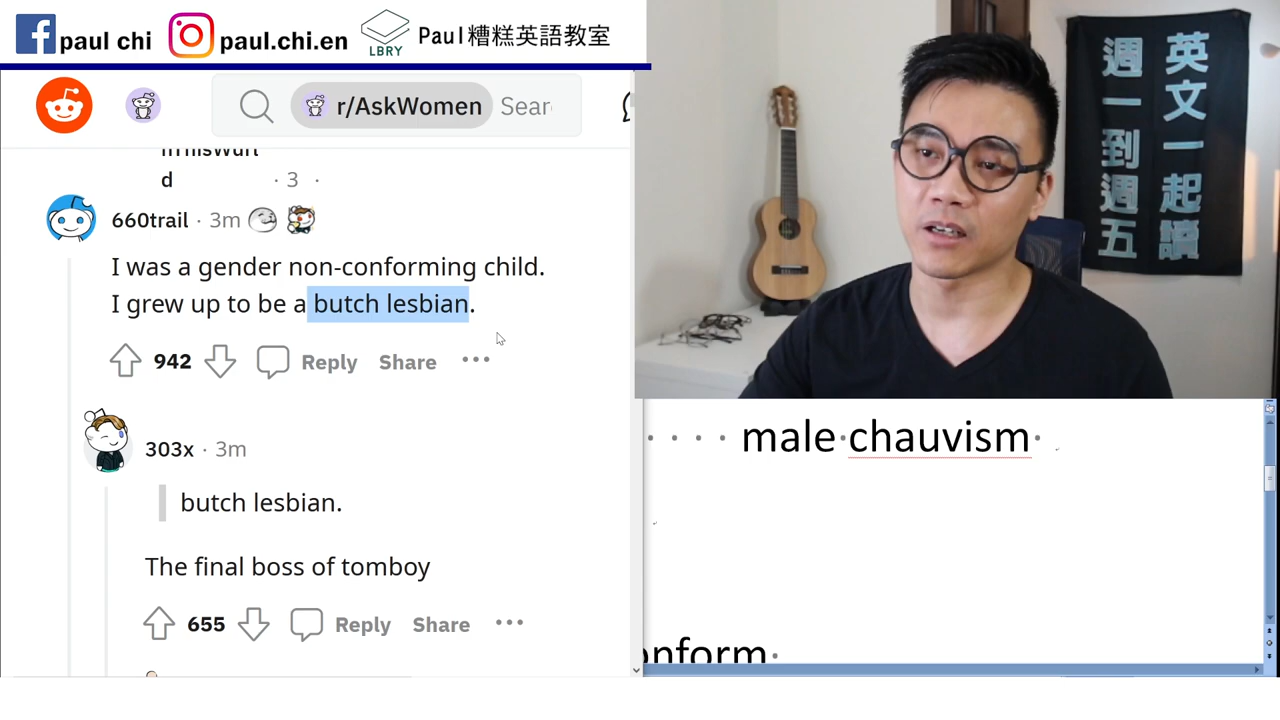 paul chi
paul.chi.en
LBRY
Paul糟糕英語教室
r/AskWomen
d · 3 ·
660trail · 3m
I was a gender non-conforming child.
I grew up to be a butch lesbian.
942 Reply Share •••
303x · 3m
butch lesbian.
The final boss of tomboy
655 Reply Share •••
英文一起讀
週一到週五
male chauvism
onform